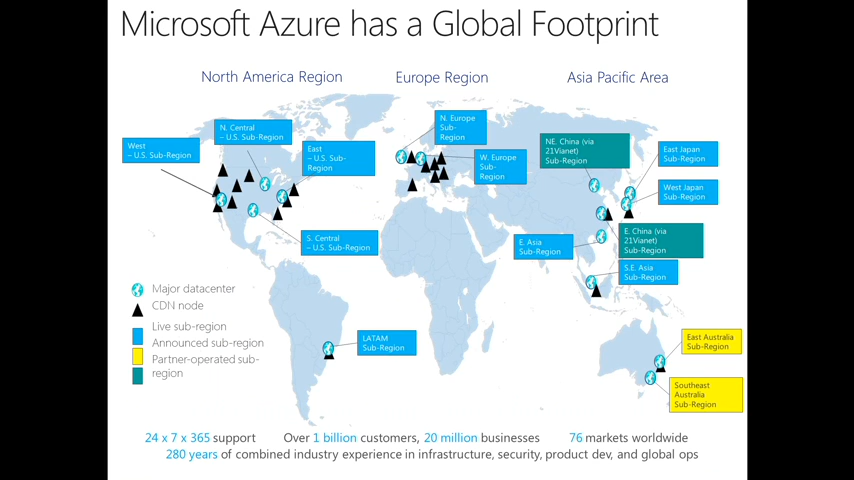 Microsoft Azure has a Global Footprint
North America Region
Europe Region
Asia Pacific Area
West
– U.S. Sub-Region
N. Central
– U.S. Sub-Region
East
– U.S. Sub-
Region
S. Central
– U.S. Sub-Region
N. Europe
Sub-
Region
W. Europe
Sub-
Region
NE. China (via
21Vianet)
Sub-Region
East Japan
Sub-Region
West Japan
Sub-Region
E. China (via
21Vianet)
Sub-Region
E. Asia
Sub-Region
S.E. Asia
Sub-Region
LATAM
Sub-Region
East Australia
Sub-Region
Southeast
Australia
Sub-Region
Major datacenter
CDN node
Live sub-region
Announced sub-region
Partner-operated sub-
region
24 x 7 x 365 support
Over 1 billion customers, 20 million businesses
76 markets worldwide
280 years of combined industry experience in infrastructure, security, product dev, and global ops